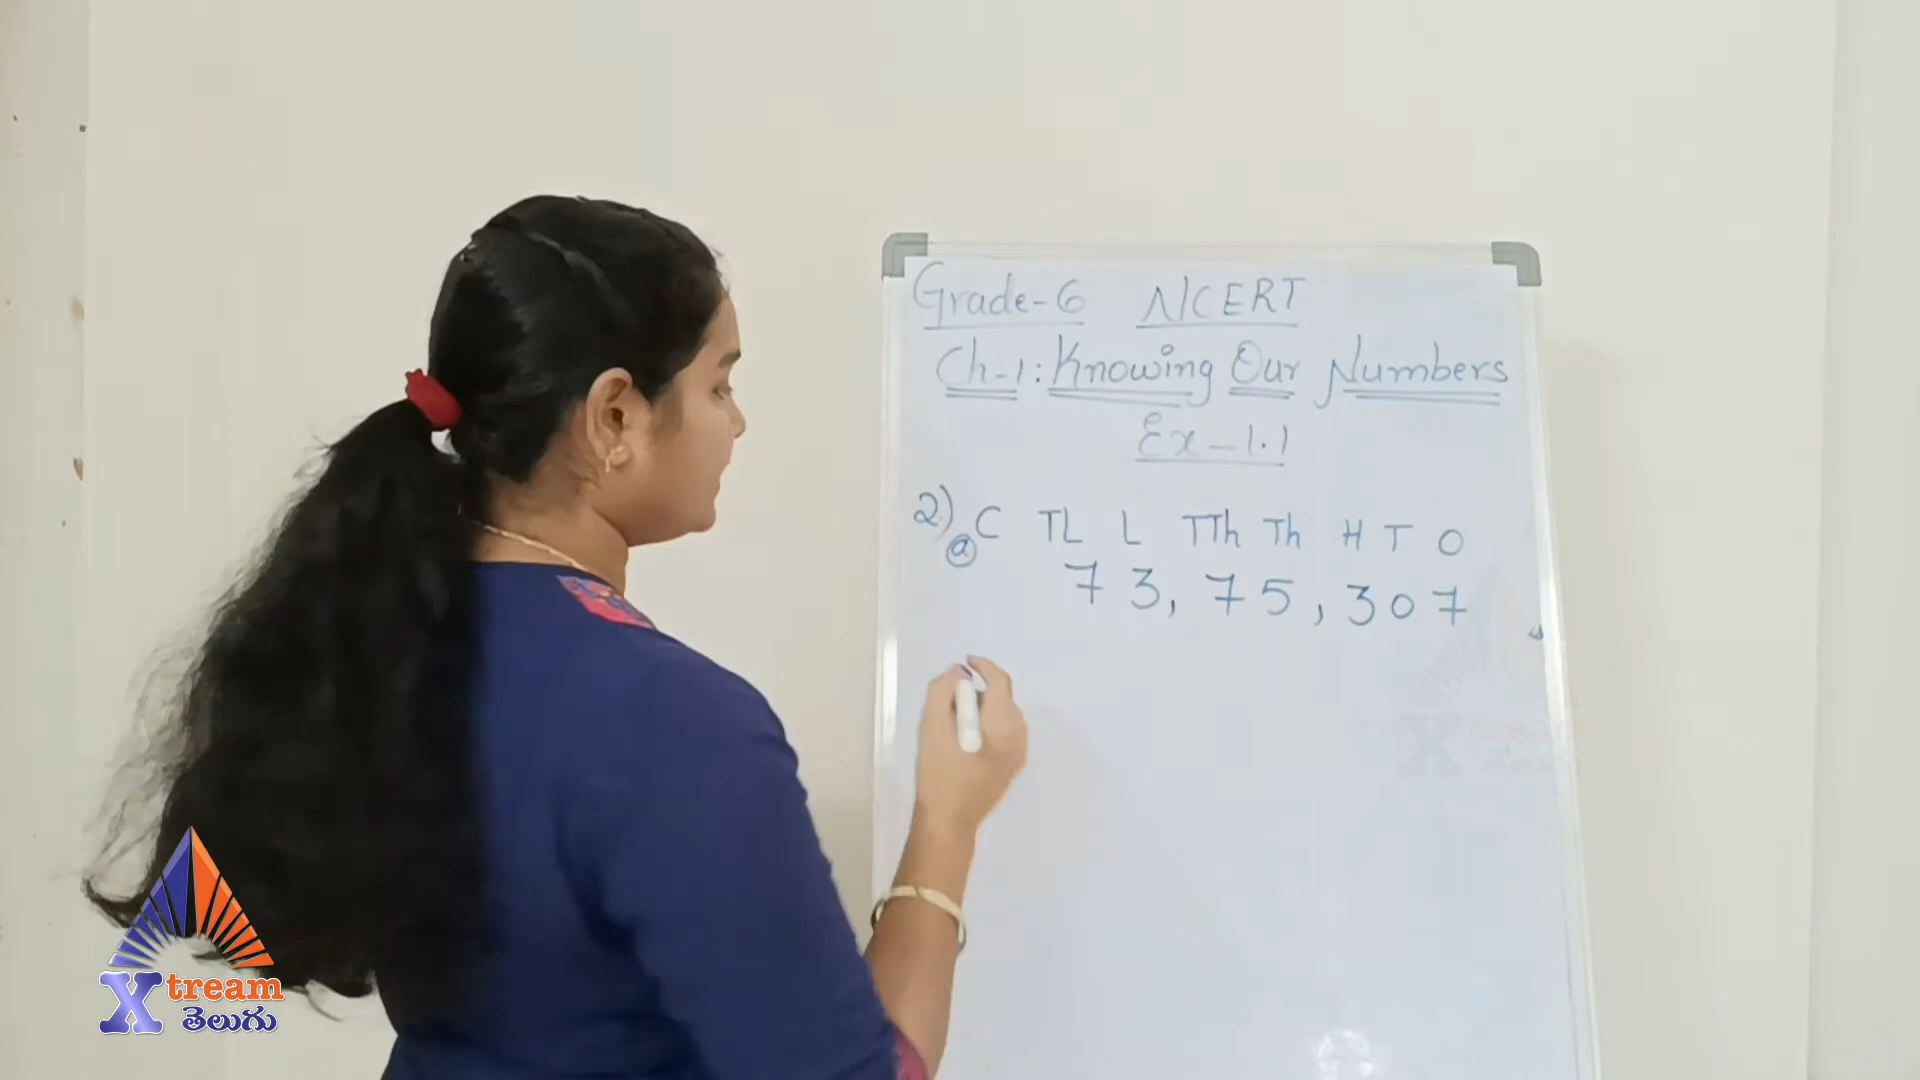 Grade-6 NCERT
Ch-1: Knowing Our Numbers
Ex-1.1
2) C TL L TTh Th H T O
a
73,75,307
Xtream
తెలుగు